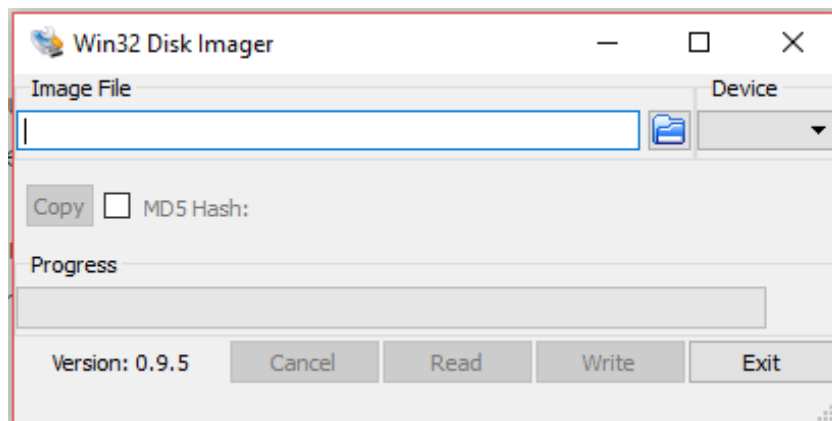 Win32 Disk Imager
Image File
Device
Copy
MD5 Hash:
Progress
Version: 0.9.5
Cancel
Read
Write
Exit